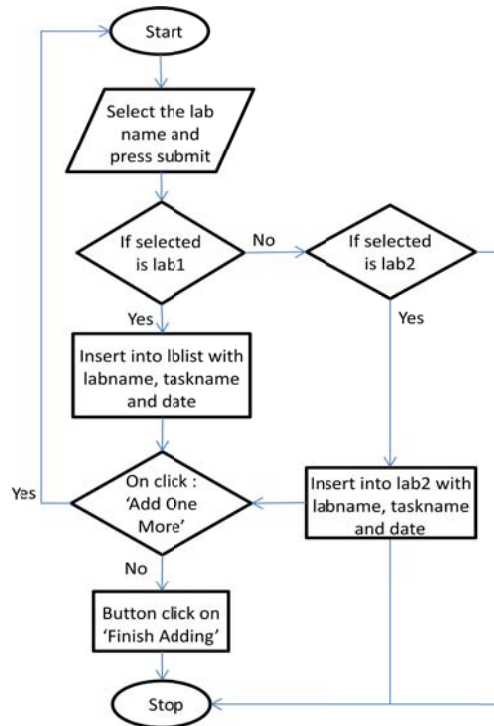 Start
Select the lab
name and
press submit
If selected
is lab1
No
If selected
is lab2
Yes
Yes
Insert into lblist with
labname, taskname
and date
Yes
On click :
‘Add One
More’
Insert into lab2 with
labname, taskname
and date
No
Button click on
‘Finish Adding’
Stop